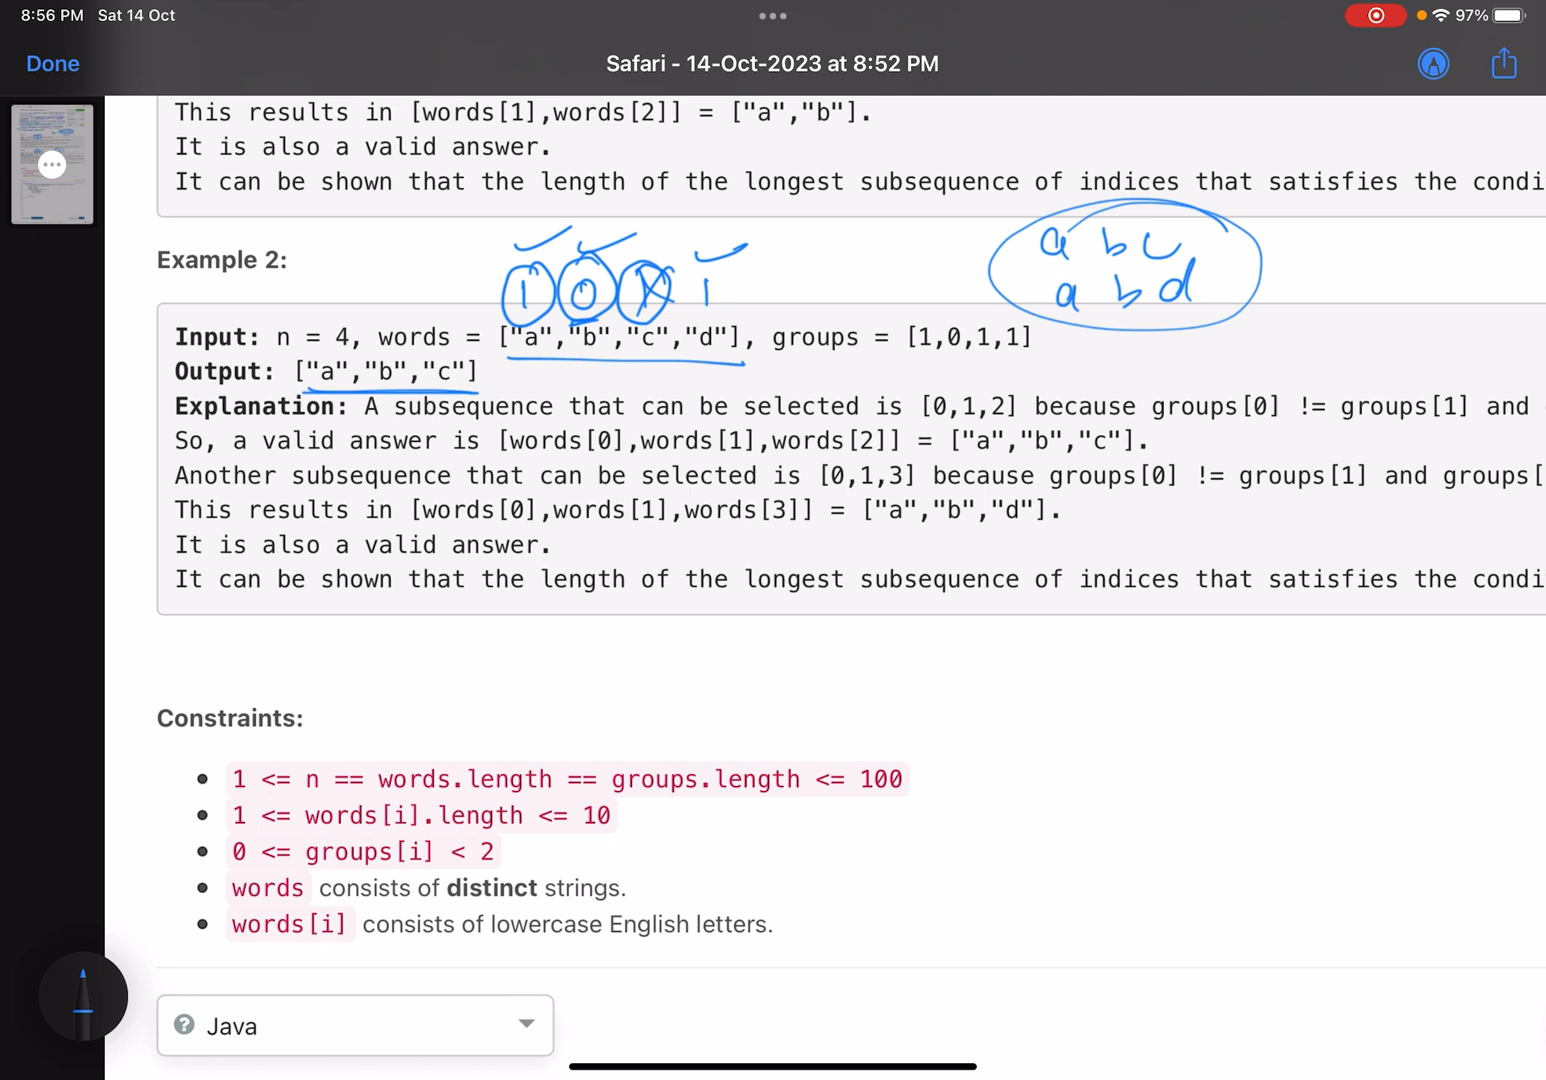 8:56 PM Sat 14 Oct
97%
Done
Safari - 14-Oct-2023 at 8:52 PM
This results in [words[1],words[2]] = ["a","b"].
It is also a valid answer.
It can be shown that the length of the longest subsequence of indices that satisfies the condi
a b c
a b d
Example 2:
1 0 1 1
Input: n = 4, words = ["a","b","c","d"], groups = [1,0,1,1]
Output: ["a","b","c"]
Explanation: A subsequence that can be selected is [0,1,2] because groups[0] != groups[1] and
So, a valid answer is [words[0],words[1],words[2]] = ["a","b","c"].
Another subsequence that can be selected is [0,1,3] because groups[0] != groups[1] and groups[
This results in [words[0],words[1],words[3]] = ["a","b","d"].
It is also a valid answer.
It can be shown that the length of the longest subsequence of indices that satisfies the condi
Constraints:
1 <= n == words.length == groups.length <= 100
1 <= words[i].length <= 10
0 <= groups[i] < 2
words consists of distinct strings.
words[i] consists of lowercase English letters.
Java